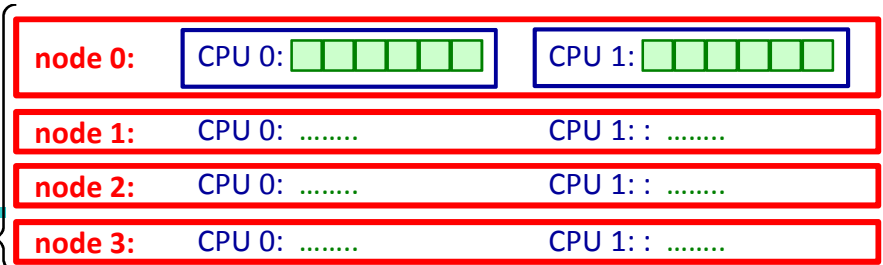 node 0: CPU 0: CPU 1:
node 1: CPU 0: ........ CPU 1: : ........
node 2: CPU 0: ........ CPU 1: : ........
node 3: CPU 0: ........ CPU 1: : ........